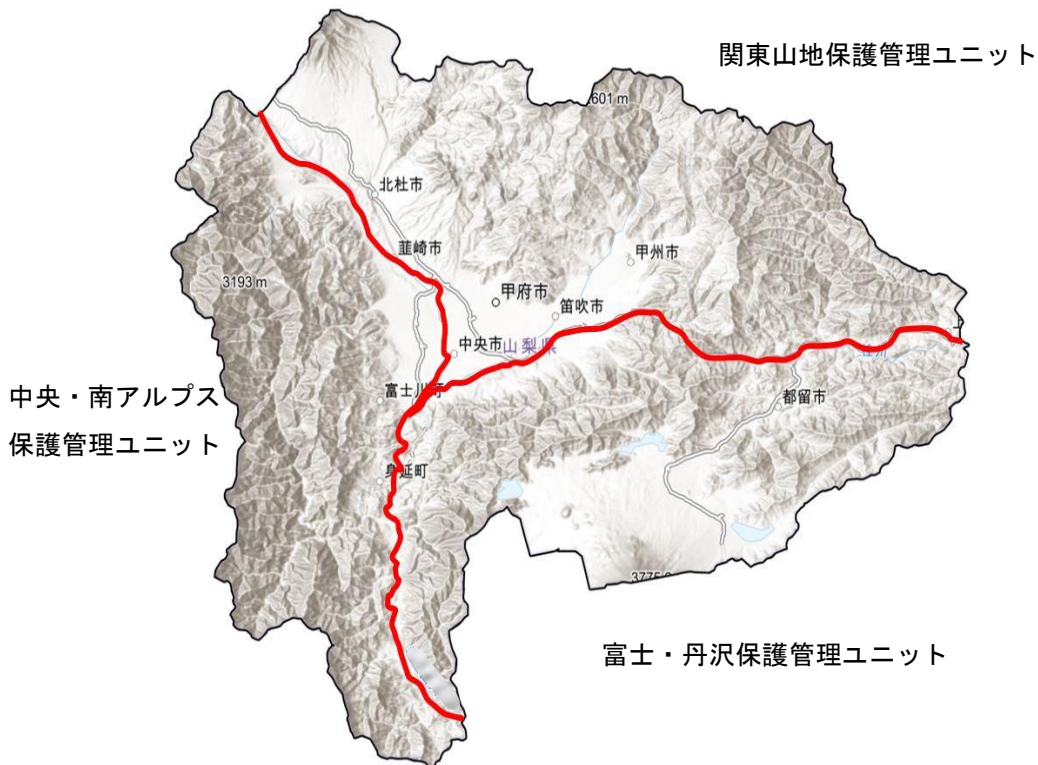 関東山地保護管理ユニット
601 m
北杜市
韮崎市
甲州市
3193 m
甲府市
笛吹市
中央市
山梨県
中央・南アルプス
保護管理ユニット
富士川町
都留市
身延町
富士・丹沢保護管理ユニット